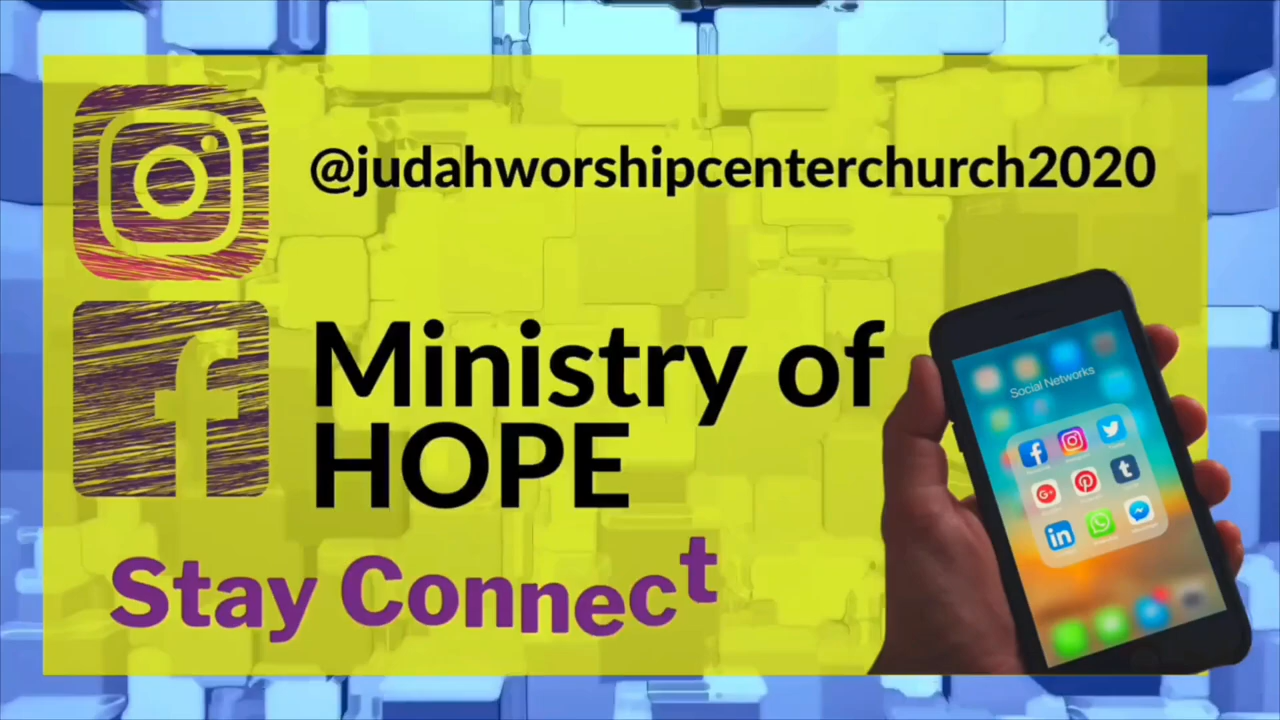 @judahworshipcenterchurch2020
Ministry of
HOPE
Stay Connect
Social Networks